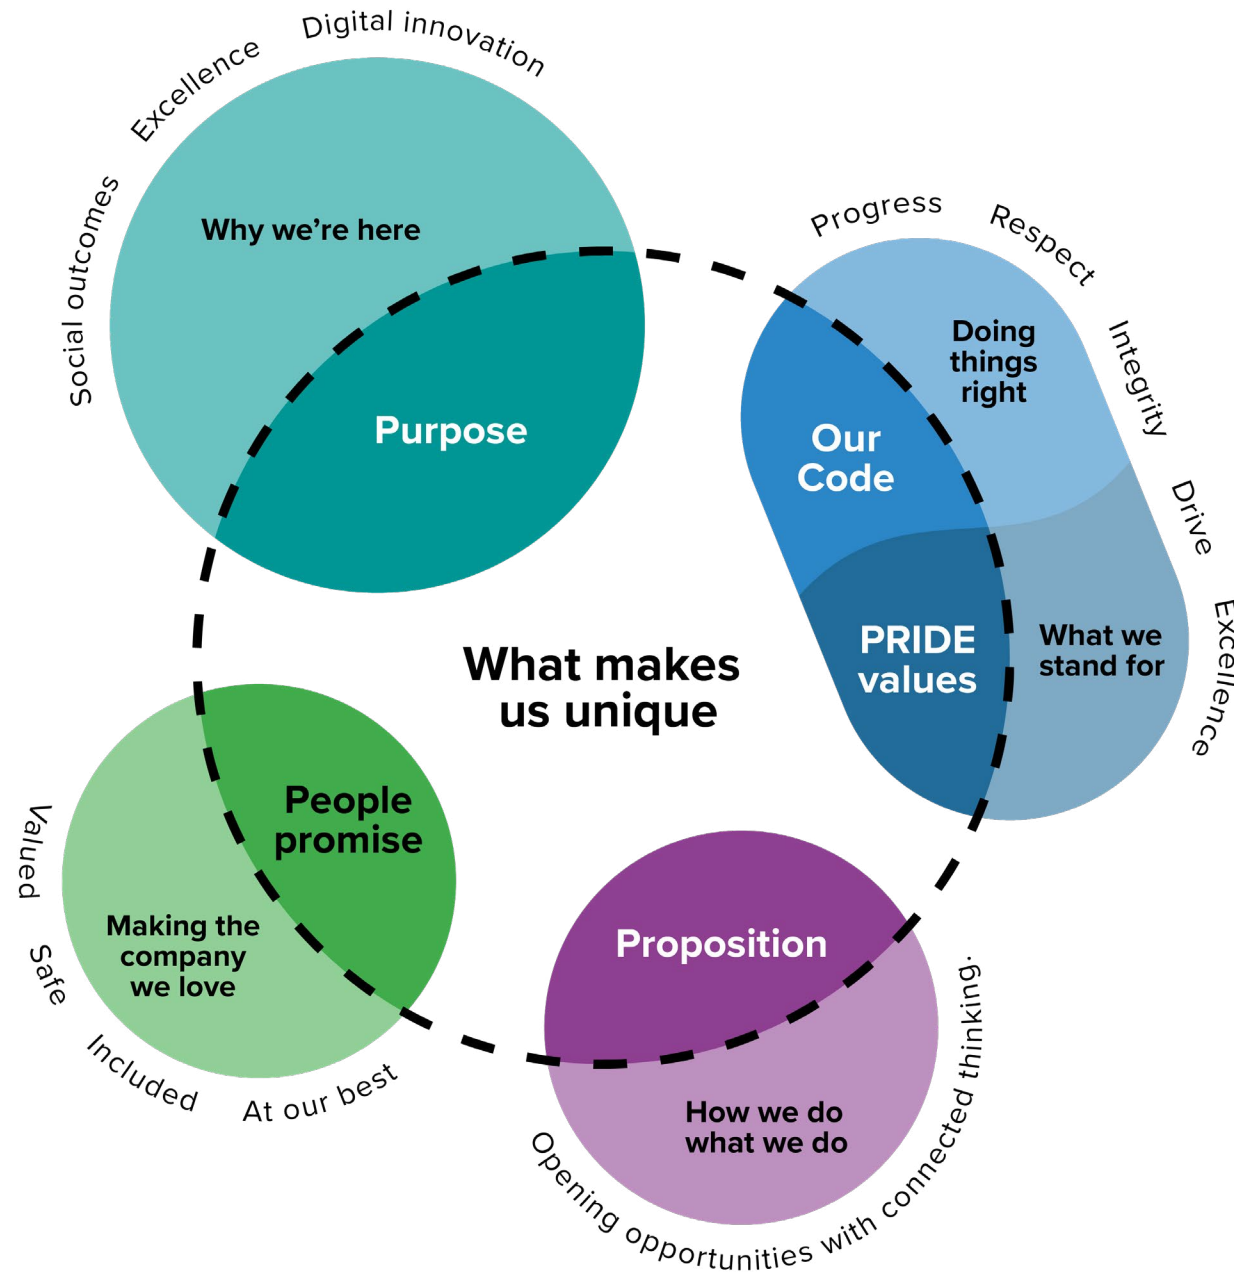 Digital innovation
Excellence
Social outcomes
Why we’re here
Purpose
Progress
Respect
Integrity
Drive
Excellence
Doing
things
right
Our
Code
PRIDE
values
What we
stand for
What makes
us unique
People
promise
Making the
company
we love
Valued
Safe
Included
At our best
Proposition
How we do
what we do
Opening opportunities with connected thinking.